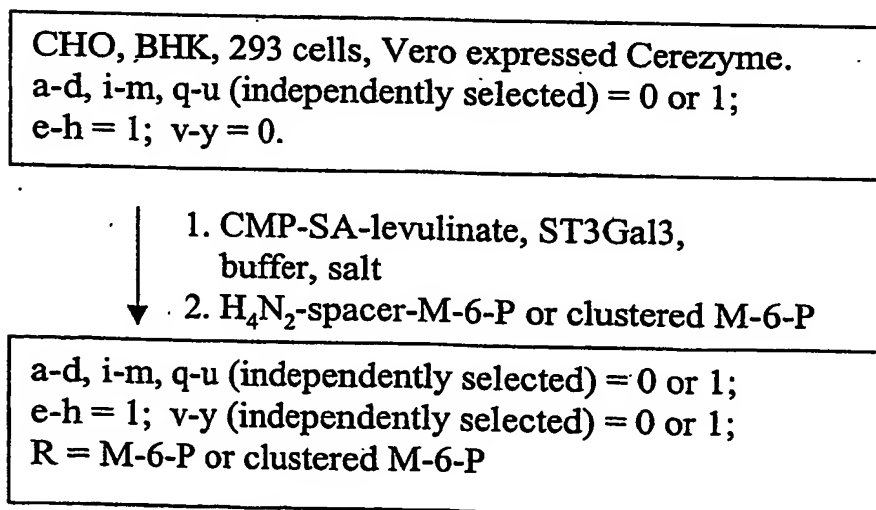 CHO, BHK, 293 cells, Vero expressed Cerezyme.
a-d, i-m, q-u (independently selected) = 0 or 1;
e-h = 1; v-y = 0.
1. CMP-SA-levulinate, ST3Gal3,
buffer, salt
2. H₄N₂-spacer-M-6-P or clustered M-6-P
a-d, i-m, q-u (independently selected) = 0 or 1;
e-h = 1; v-y (independently selected) = 0 or 1;
R = M-6-P or clustered M-6-P